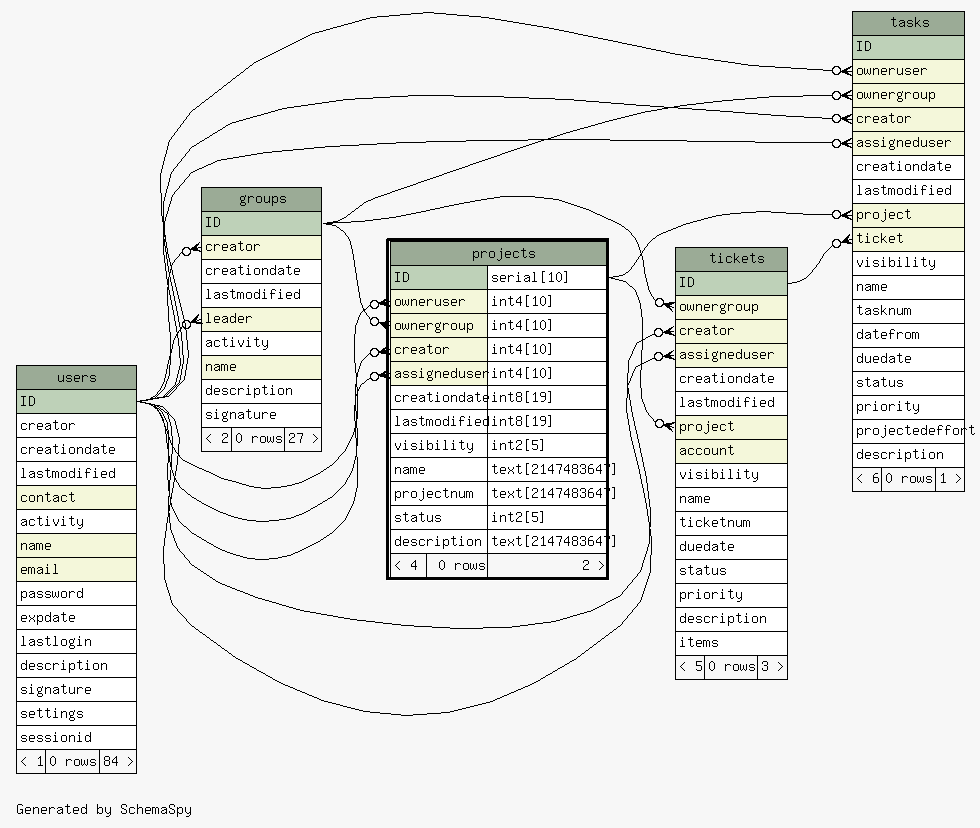 tasks
ID
owneruser
ownergroup
creator
assigneduser
creationdate
lastmodified
project
ticket
visibility
name
tasknum
datefrom
duedate
status
priority
projectedeffort
description
< 6 0 rows 1 >
groups
ID
creator
creationdate
lastmodified
leader
activity
name
description
signature
< 2 0 rows 27 >
projects
ID serial[10]
owneruser int4[10]
ownergroup int4[10]
creator int4[10]
assigneduser int4[10]
creationdate int8[19]
lastmodified int8[19]
visibility int2[5]
name text[2147483647]
projectnum text[2147483647]
status int2[5]
description text[2147483647]
< 4 0 rows 2 >
tickets
ID
ownergroup
creator
assigneduser
creationdate
lastmodified
project
account
visibility
name
ticketnum
duedate
status
priority
description
items
< 5 0 rows 3 >
users
ID
creator
creationdate
lastmodified
contact
activity
name
email
password
expdate
lastlogin
description
signature
settings
sessionid
< 1 0 rows 84 >
Generated by SchemaSpy